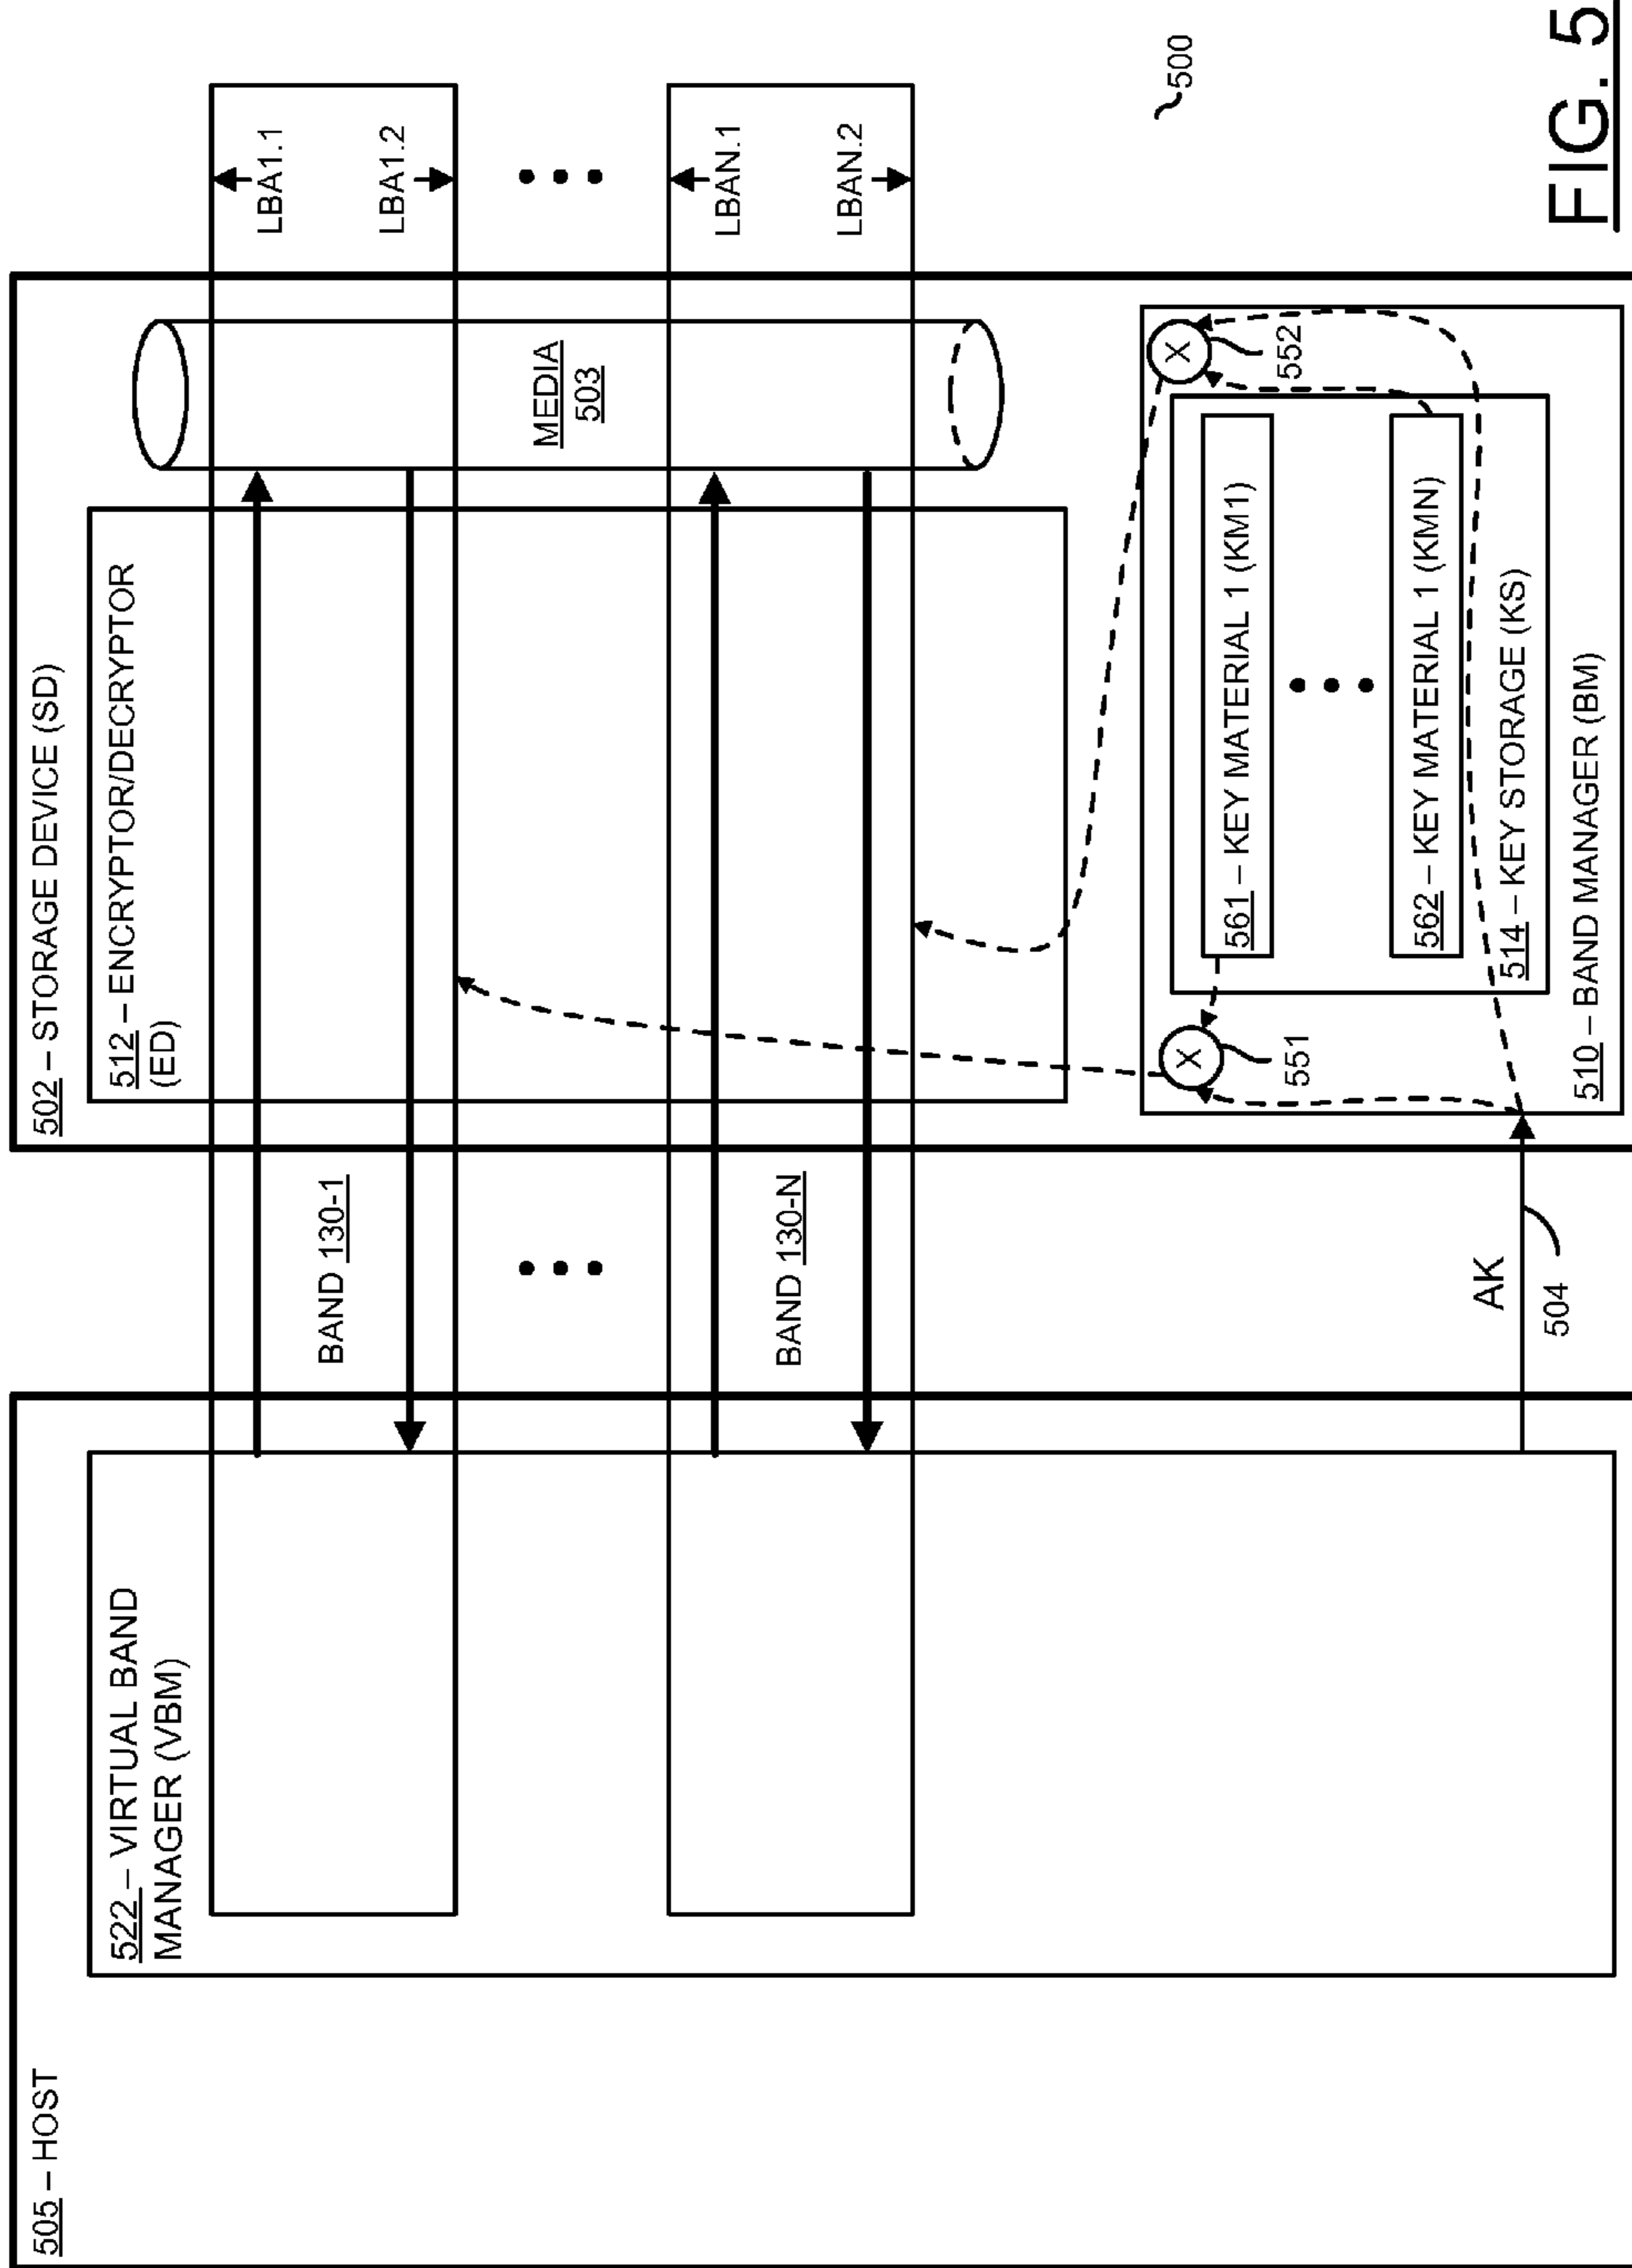 505 – HOST
522 – VIRTUAL BAND
MANAGER (VBM)
BAND 130-1
BAND 130-N
AK
504
502 – STORAGE DEVICE (SD)
512 – ENCRYPTOR/DECRYPTOR
(ED)
MEDIA
503
LBA1.1
LBA1.2
LBAN.1
LBAN.2
X
551
X
552
561 – KEY MATERIAL 1 (KM1)
562 – KEY MATERIAL 1 (KMN)
514 – KEY STORAGE (KS)
510 – BAND MANAGER (BM)
500
FIG. 5